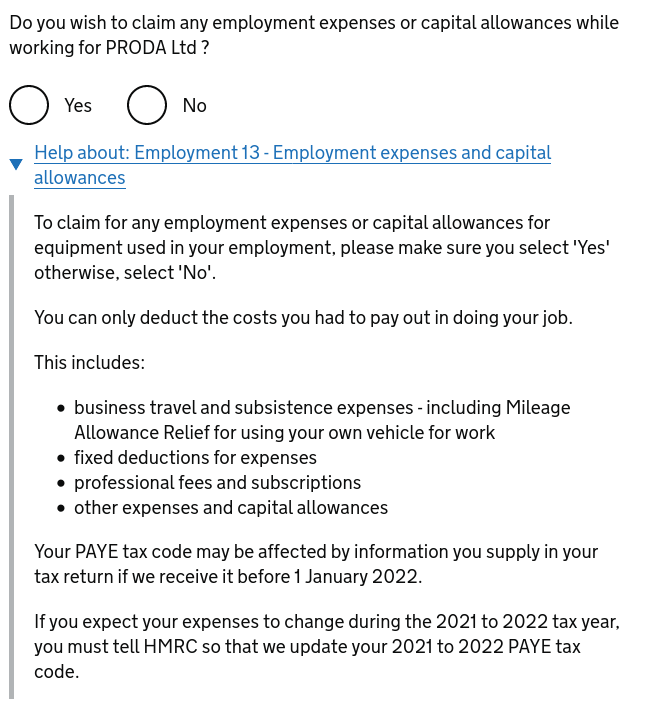 Do you wish to claim any employment expenses or capital allowances while
working for PRODA Ltd ?
Yes
No
Help about: Employment 13 - Employment expenses and capital
allowances
To claim for any employment expenses or capital allowances for
equipment used in your employment, please make sure you select 'Yes'
otherwise, select 'No'.
You can only deduct the costs you had to pay out in doing your job.
This includes:
• business travel and subsistence expenses - including Mileage
Allowance Relief for using your own vehicle for work
• fixed deductions for expenses
• professional fees and subscriptions
• other expenses and capital allowances
Your PAYE tax code may be affected by information you supply in your
tax return if we receive it before 1 January 2022.
If you expect your expenses to change during the 2021 to 2022 tax year,
you must tell HMRC so that we update your 2021 to 2022 PAYE tax
code.